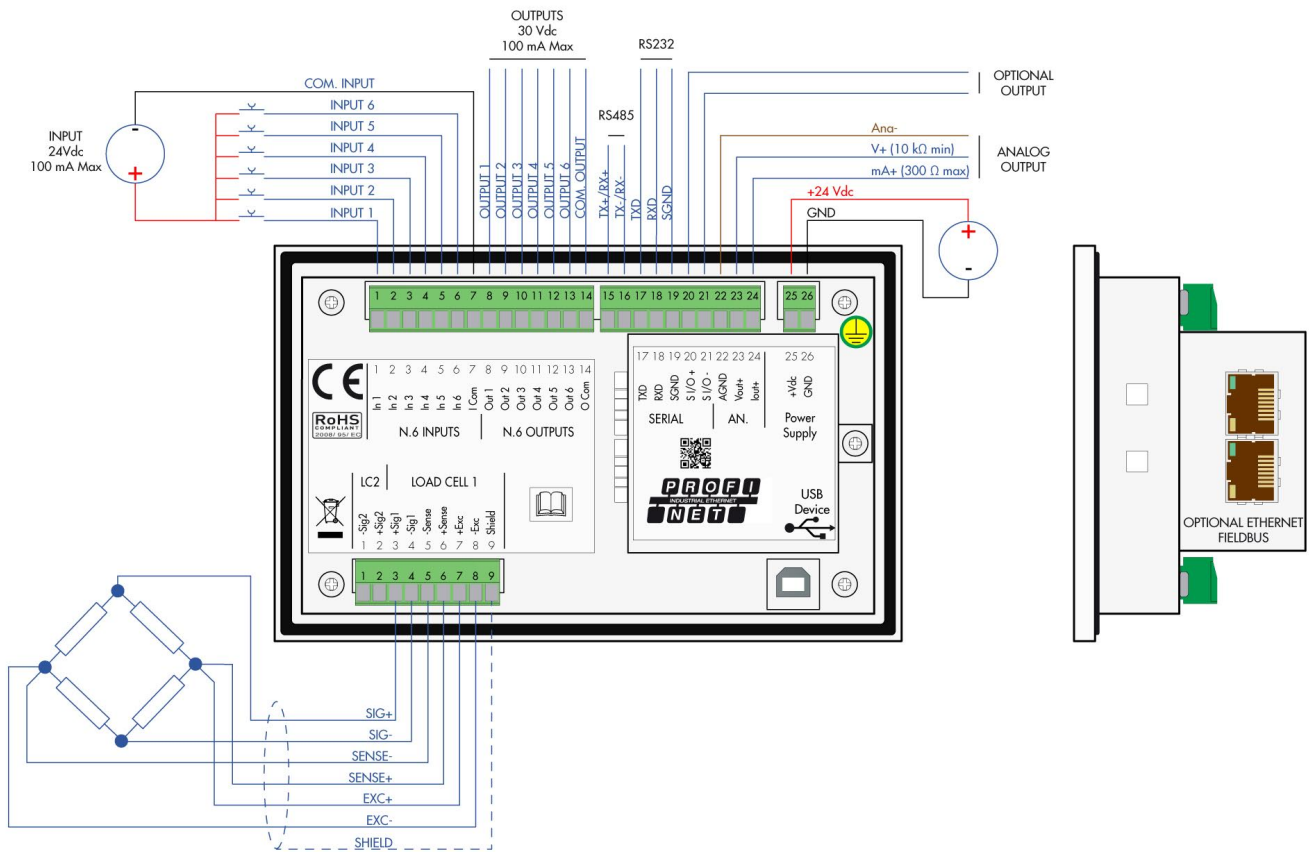 OUTPUTS
30 Vdc
100 mA Max
RS232
COM. INPUT
INPUT 6
INPUT 5
INPUT 4
INPUT 3
INPUT 2
INPUT 1
INPUT
24Vdc
100 mA Max
-
+
OUTPUT 1
OUTPUT 2
OUTPUT 3
OUTPUT 4
OUTPUT 5
OUTPUT 6
COM. OUTPUT
RS485
TX+/RX+
TX-/RX-
TXD
RXD
SGND
OPTIONAL
OUTPUT
Ana-
V+ (10 kΩ min)
mA+ (300 Ω max)
ANALOG
OUTPUT
+24 Vdc
GND
+
-
1 2 3 4 5 6 7 8 9 10 11 12 13 14
15 16 17 18 19 20 21 22 23 24
25 26
CE
RoHS
COMPLIANT
2008/95/EC
1 2 3 4 5 6 7 8 9 10 11 12 13 14
In 1
In 2
In 3
In 4
In 5
In 6
I Com
Out 1
Out 2
Out 3
Out 4
Out 5
Out 6
O Com
N.6 INPUTS
N.6 OUTPUTS
17 18 19 20 21 22 23 24 25 26
TXD
RXD
SGND
S I/O +
S I/O -
AGND
Vout+
Iout+
+Vdc
GND
SERIAL
AN.
Power
Supply
PROFI
INDUSTRIAL ETHERNET
NET
USB
Device
LC2
LOAD CELL 1
-Sig2
+Sig2
+Sig1
-Sig1
-Sense
+Sense
+Exc
-Exc
Shield
1 2 3 4 5 6 7 8 9
1 2 3 4 5 6 7 8 9
SIG+
SIG-
SENSE-
SENSE+
EXC+
EXC-
SHIELD
OPTIONAL ETHERNET
FIELDBUS